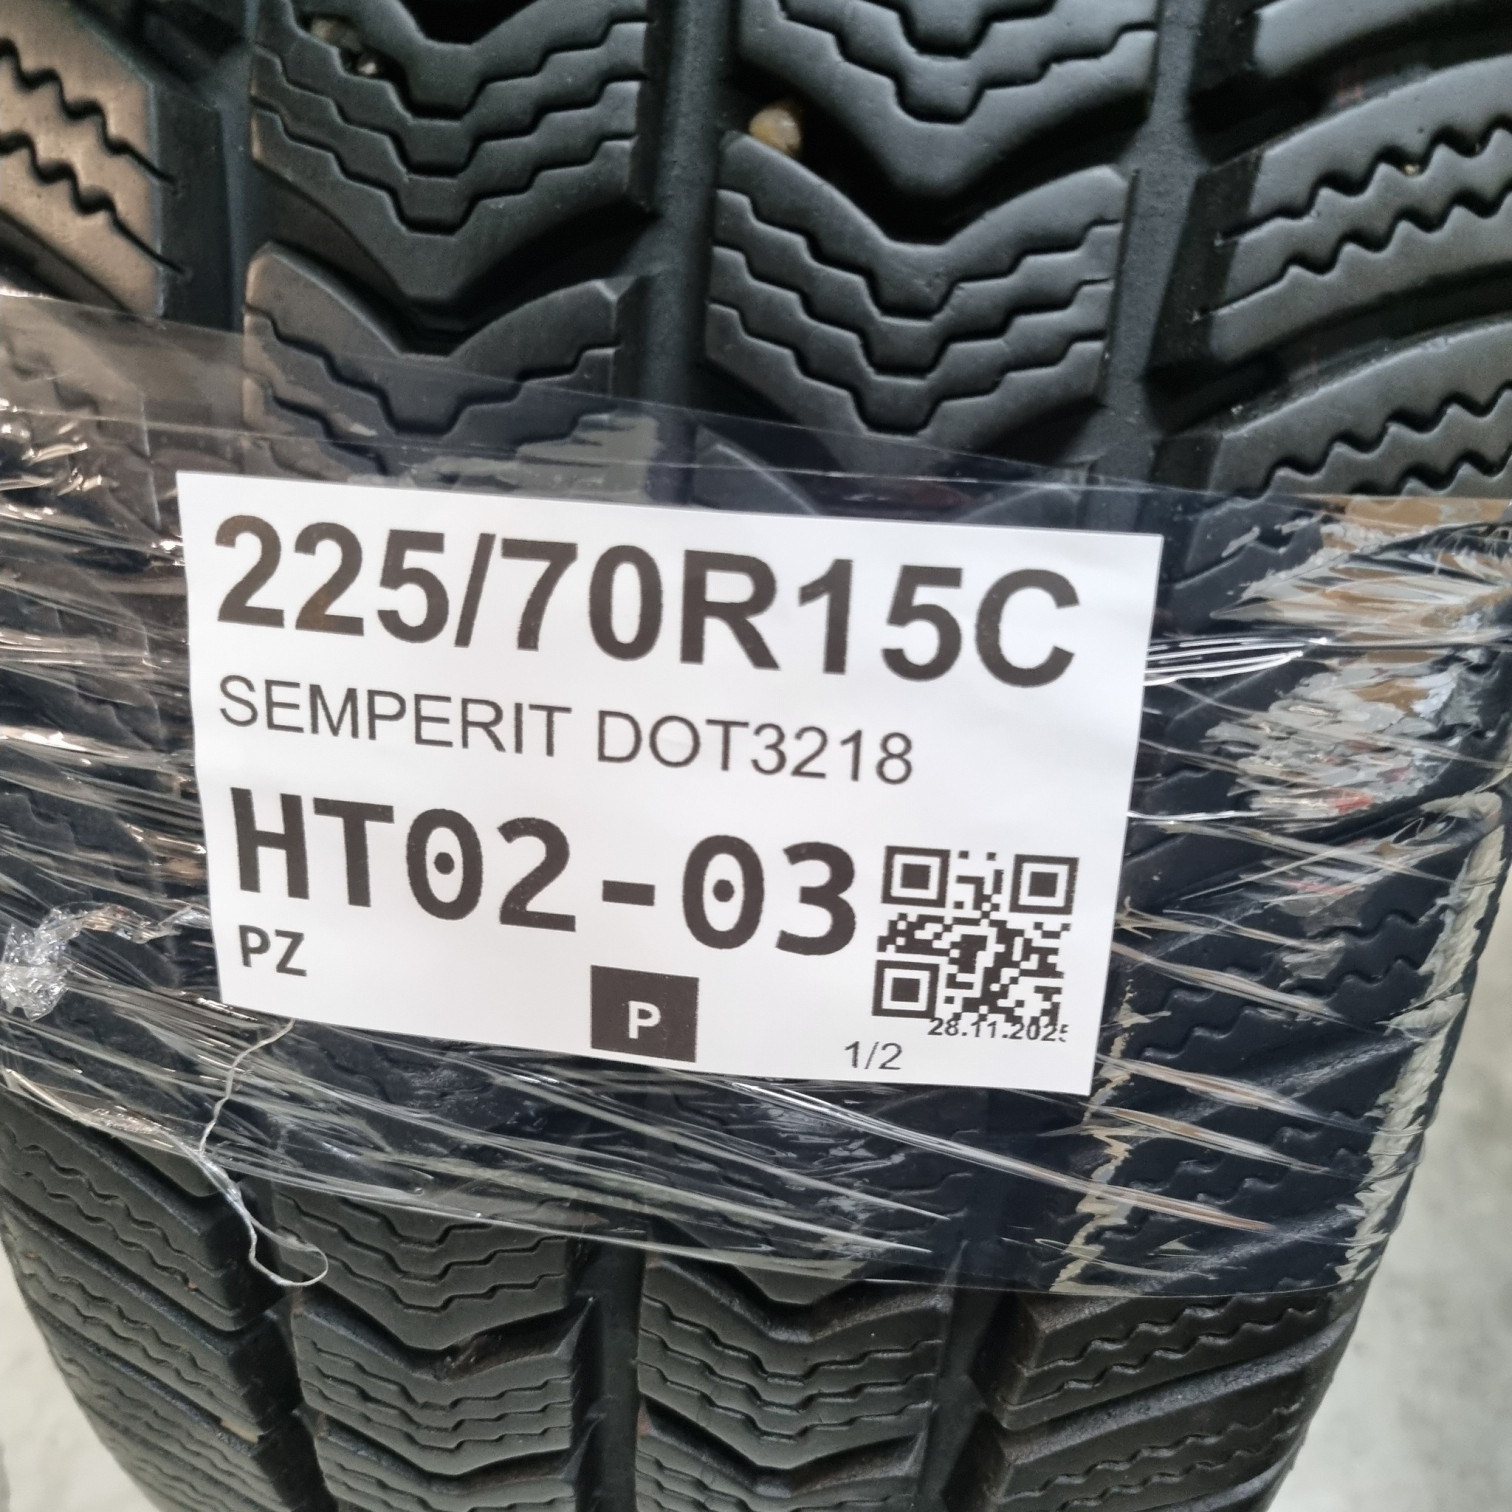 225/70R15C
SEMPERIT DOT3218
HT02-03
PZ
P
1/2
28.11.2025